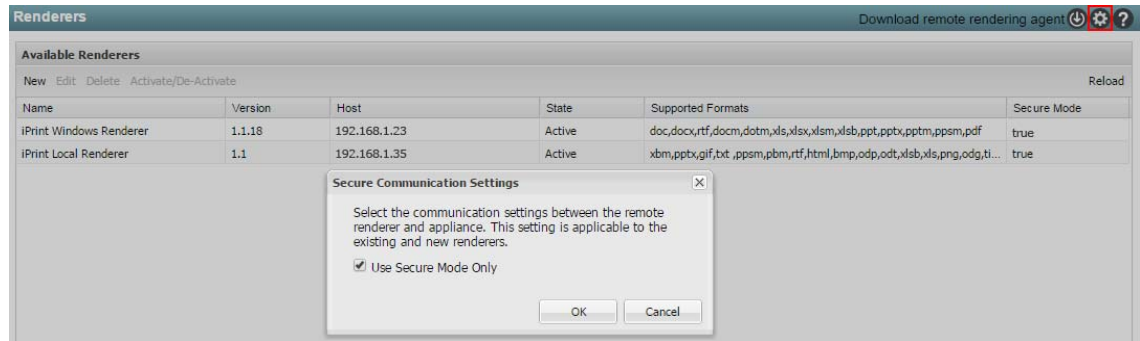 Renderers
Download remote rendering agent
Available Renderers
New Edit Delete Activate/De-Activate Reload
Name Version Host State Supported Formats Secure Mode
iPrint Windows Renderer 1.1.18 192.168.1.23 Active doc,docx,rtf,docm,dotm,xls,xlsx,xlsm,xlsb,ppt,pptx,pptm,ppsm,pdf true
iPrint Local Renderer 1.1 192.168.1.35 Active xbm,pptx,gif,txt ,ppsm,pbm,rtf,html,bmp,odp,odt,xlsb,xls,png,odg,ti... true
Secure Communication Settings
Select the communication settings between the remote
renderer and appliance. This setting is applicable to the
existing and new renderers.
Use Secure Mode Only
OK Cancel